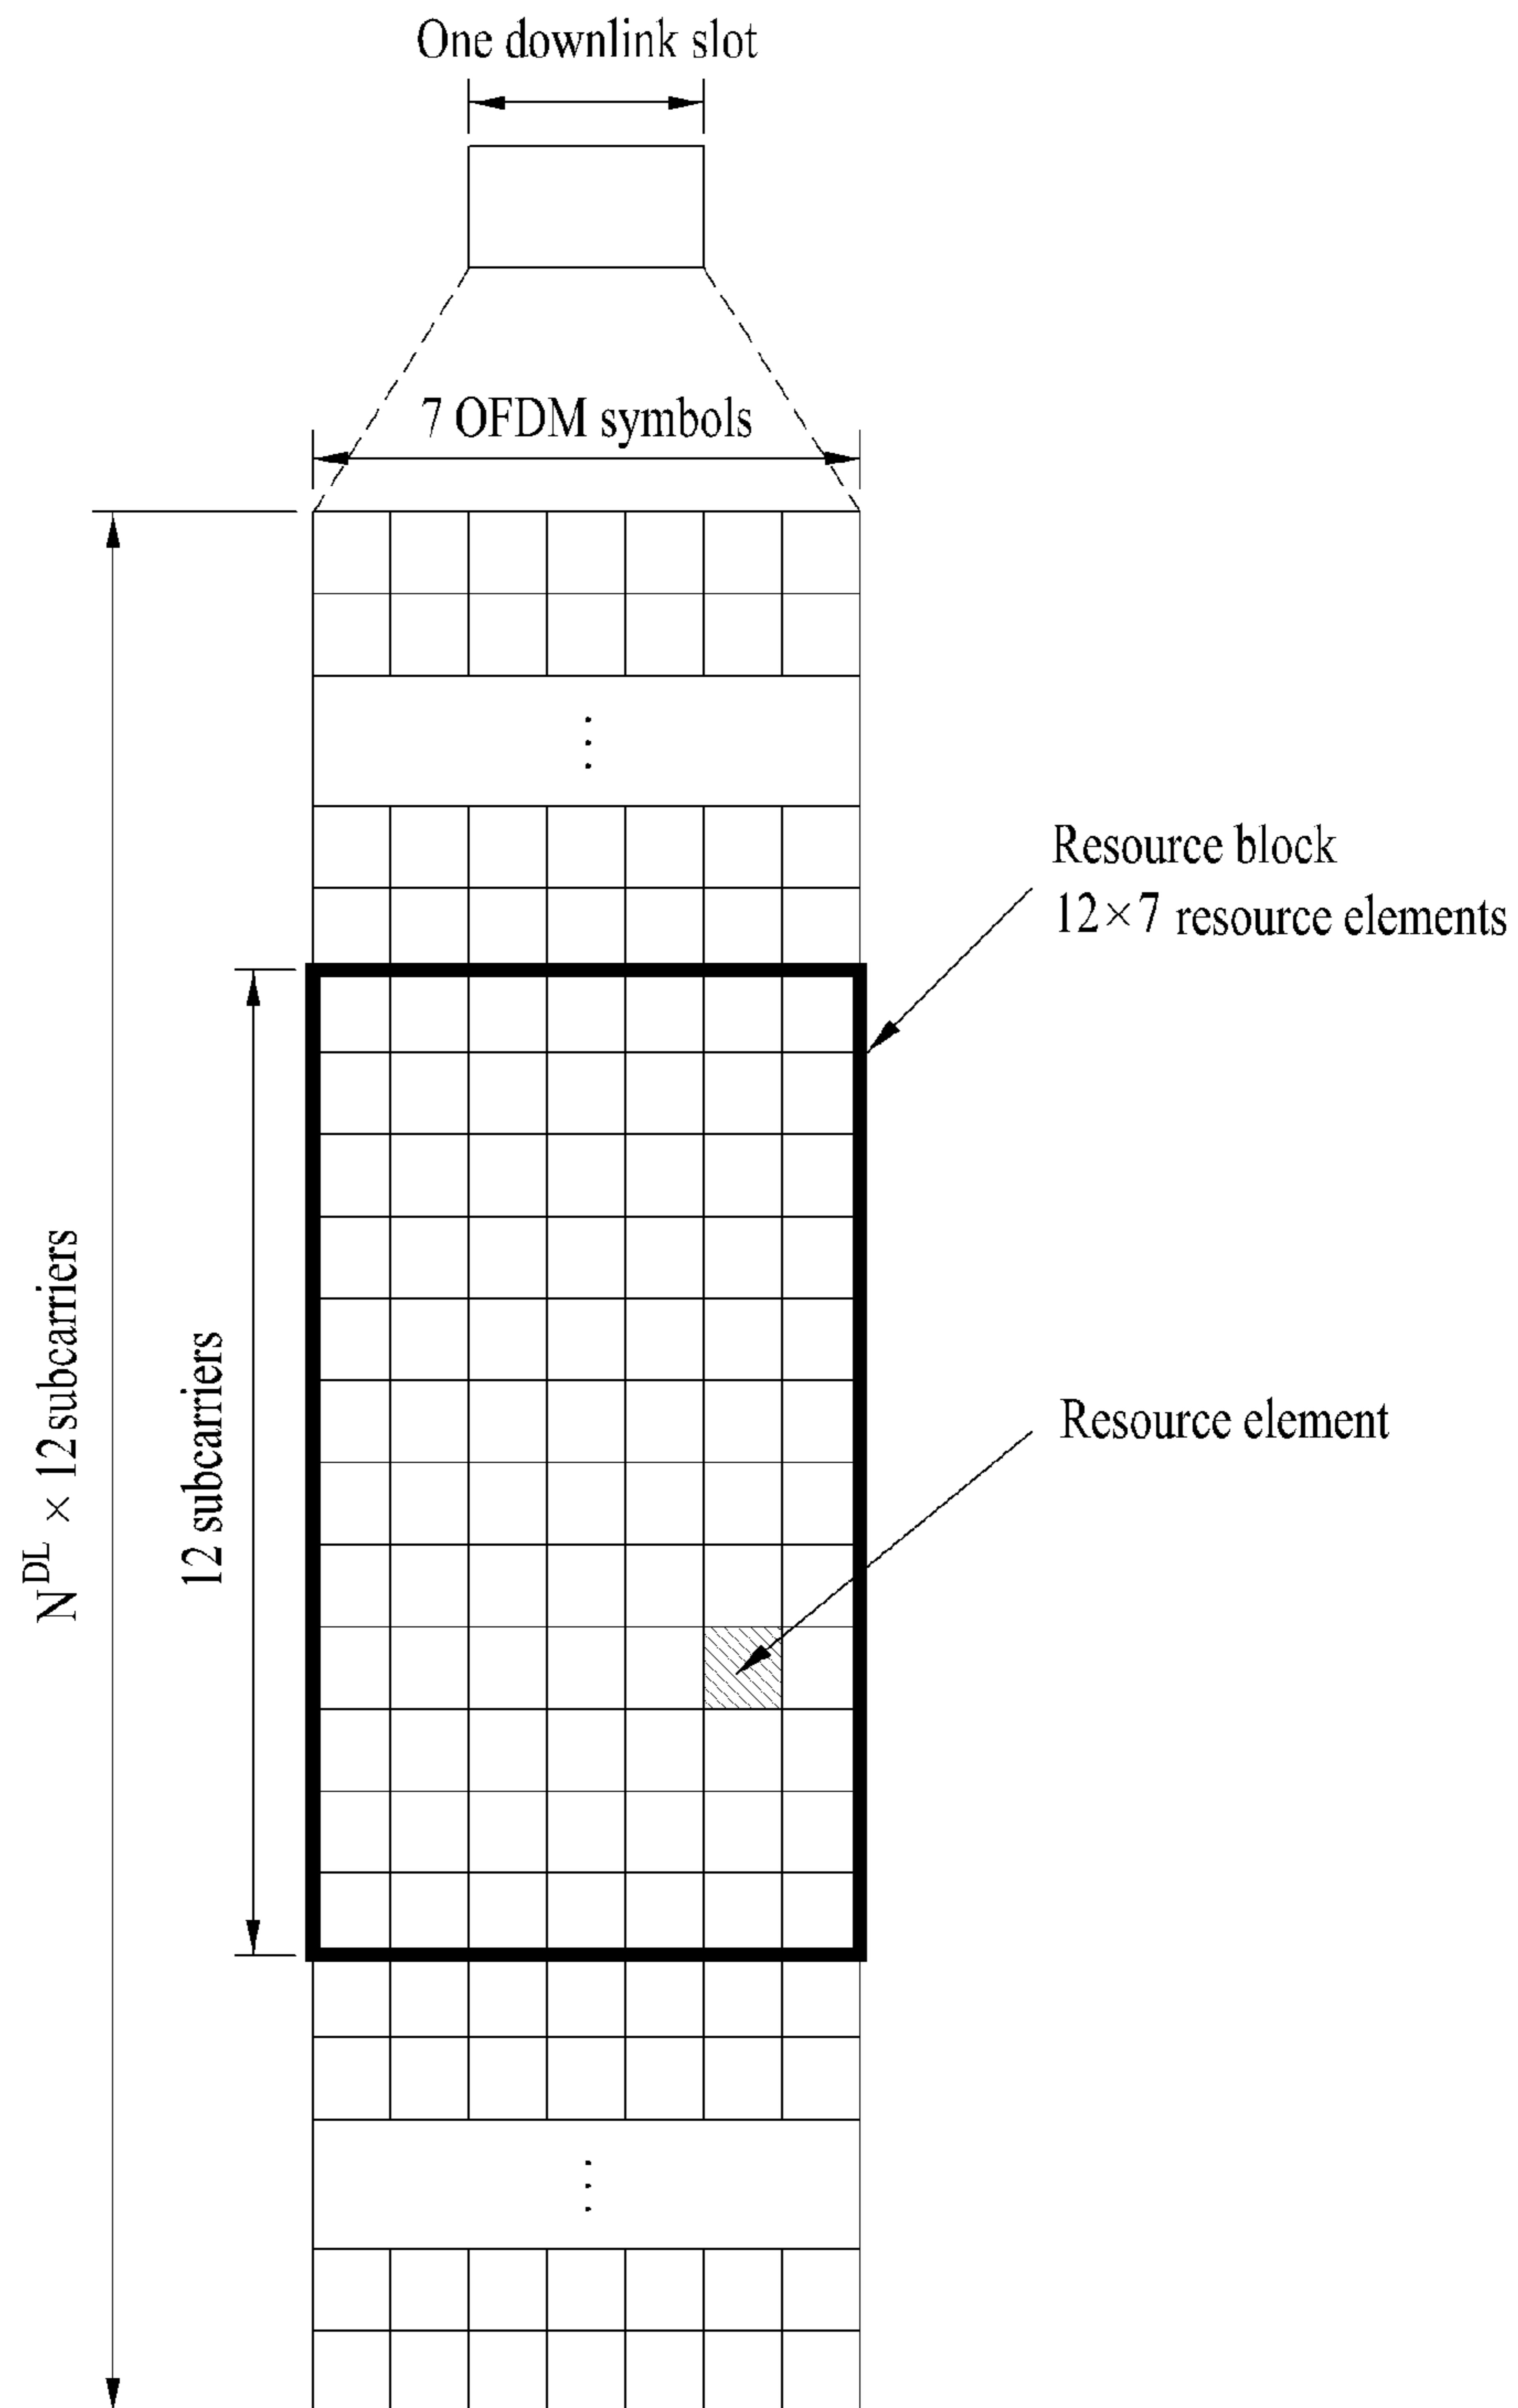 One downlink slot
7 OFDM symbols
Resource block
12×7 resource elements
Resource element
12 subcarriers
N^DL × 12 subcarriers